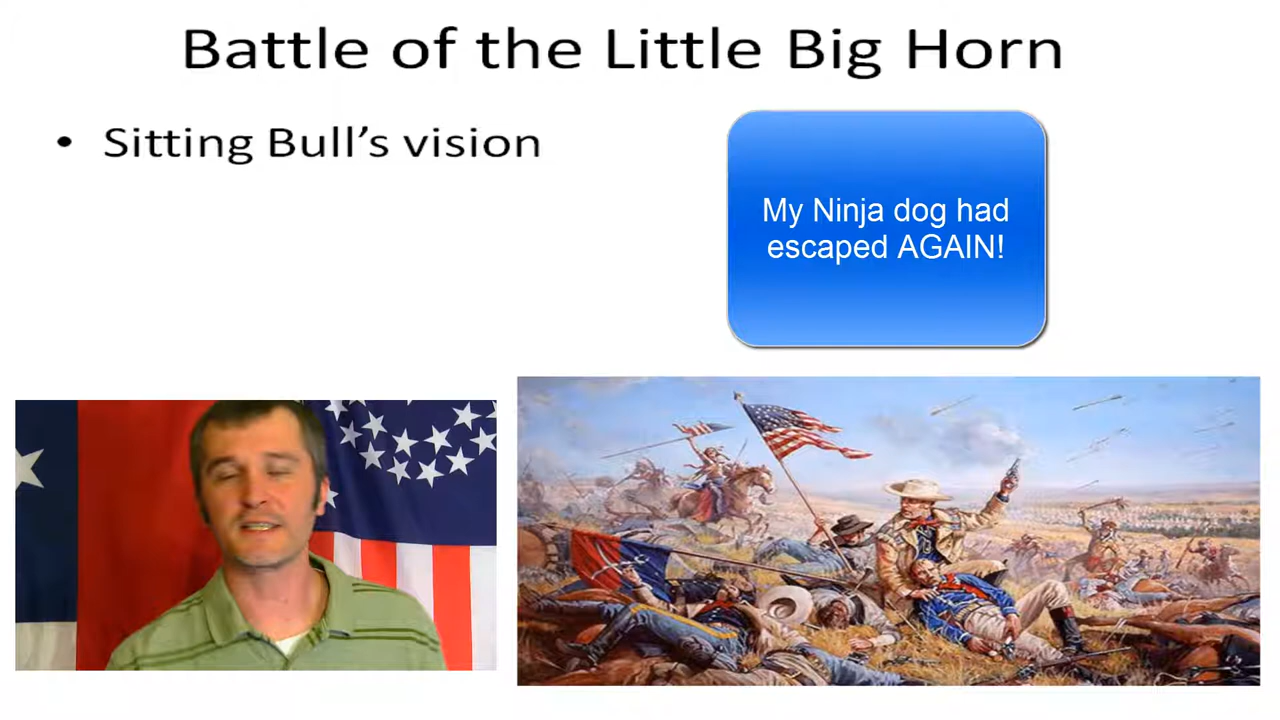 Battle of the Little Big Horn
• Sitting Bull’s vision
My Ninja dog had
escaped AGAIN!